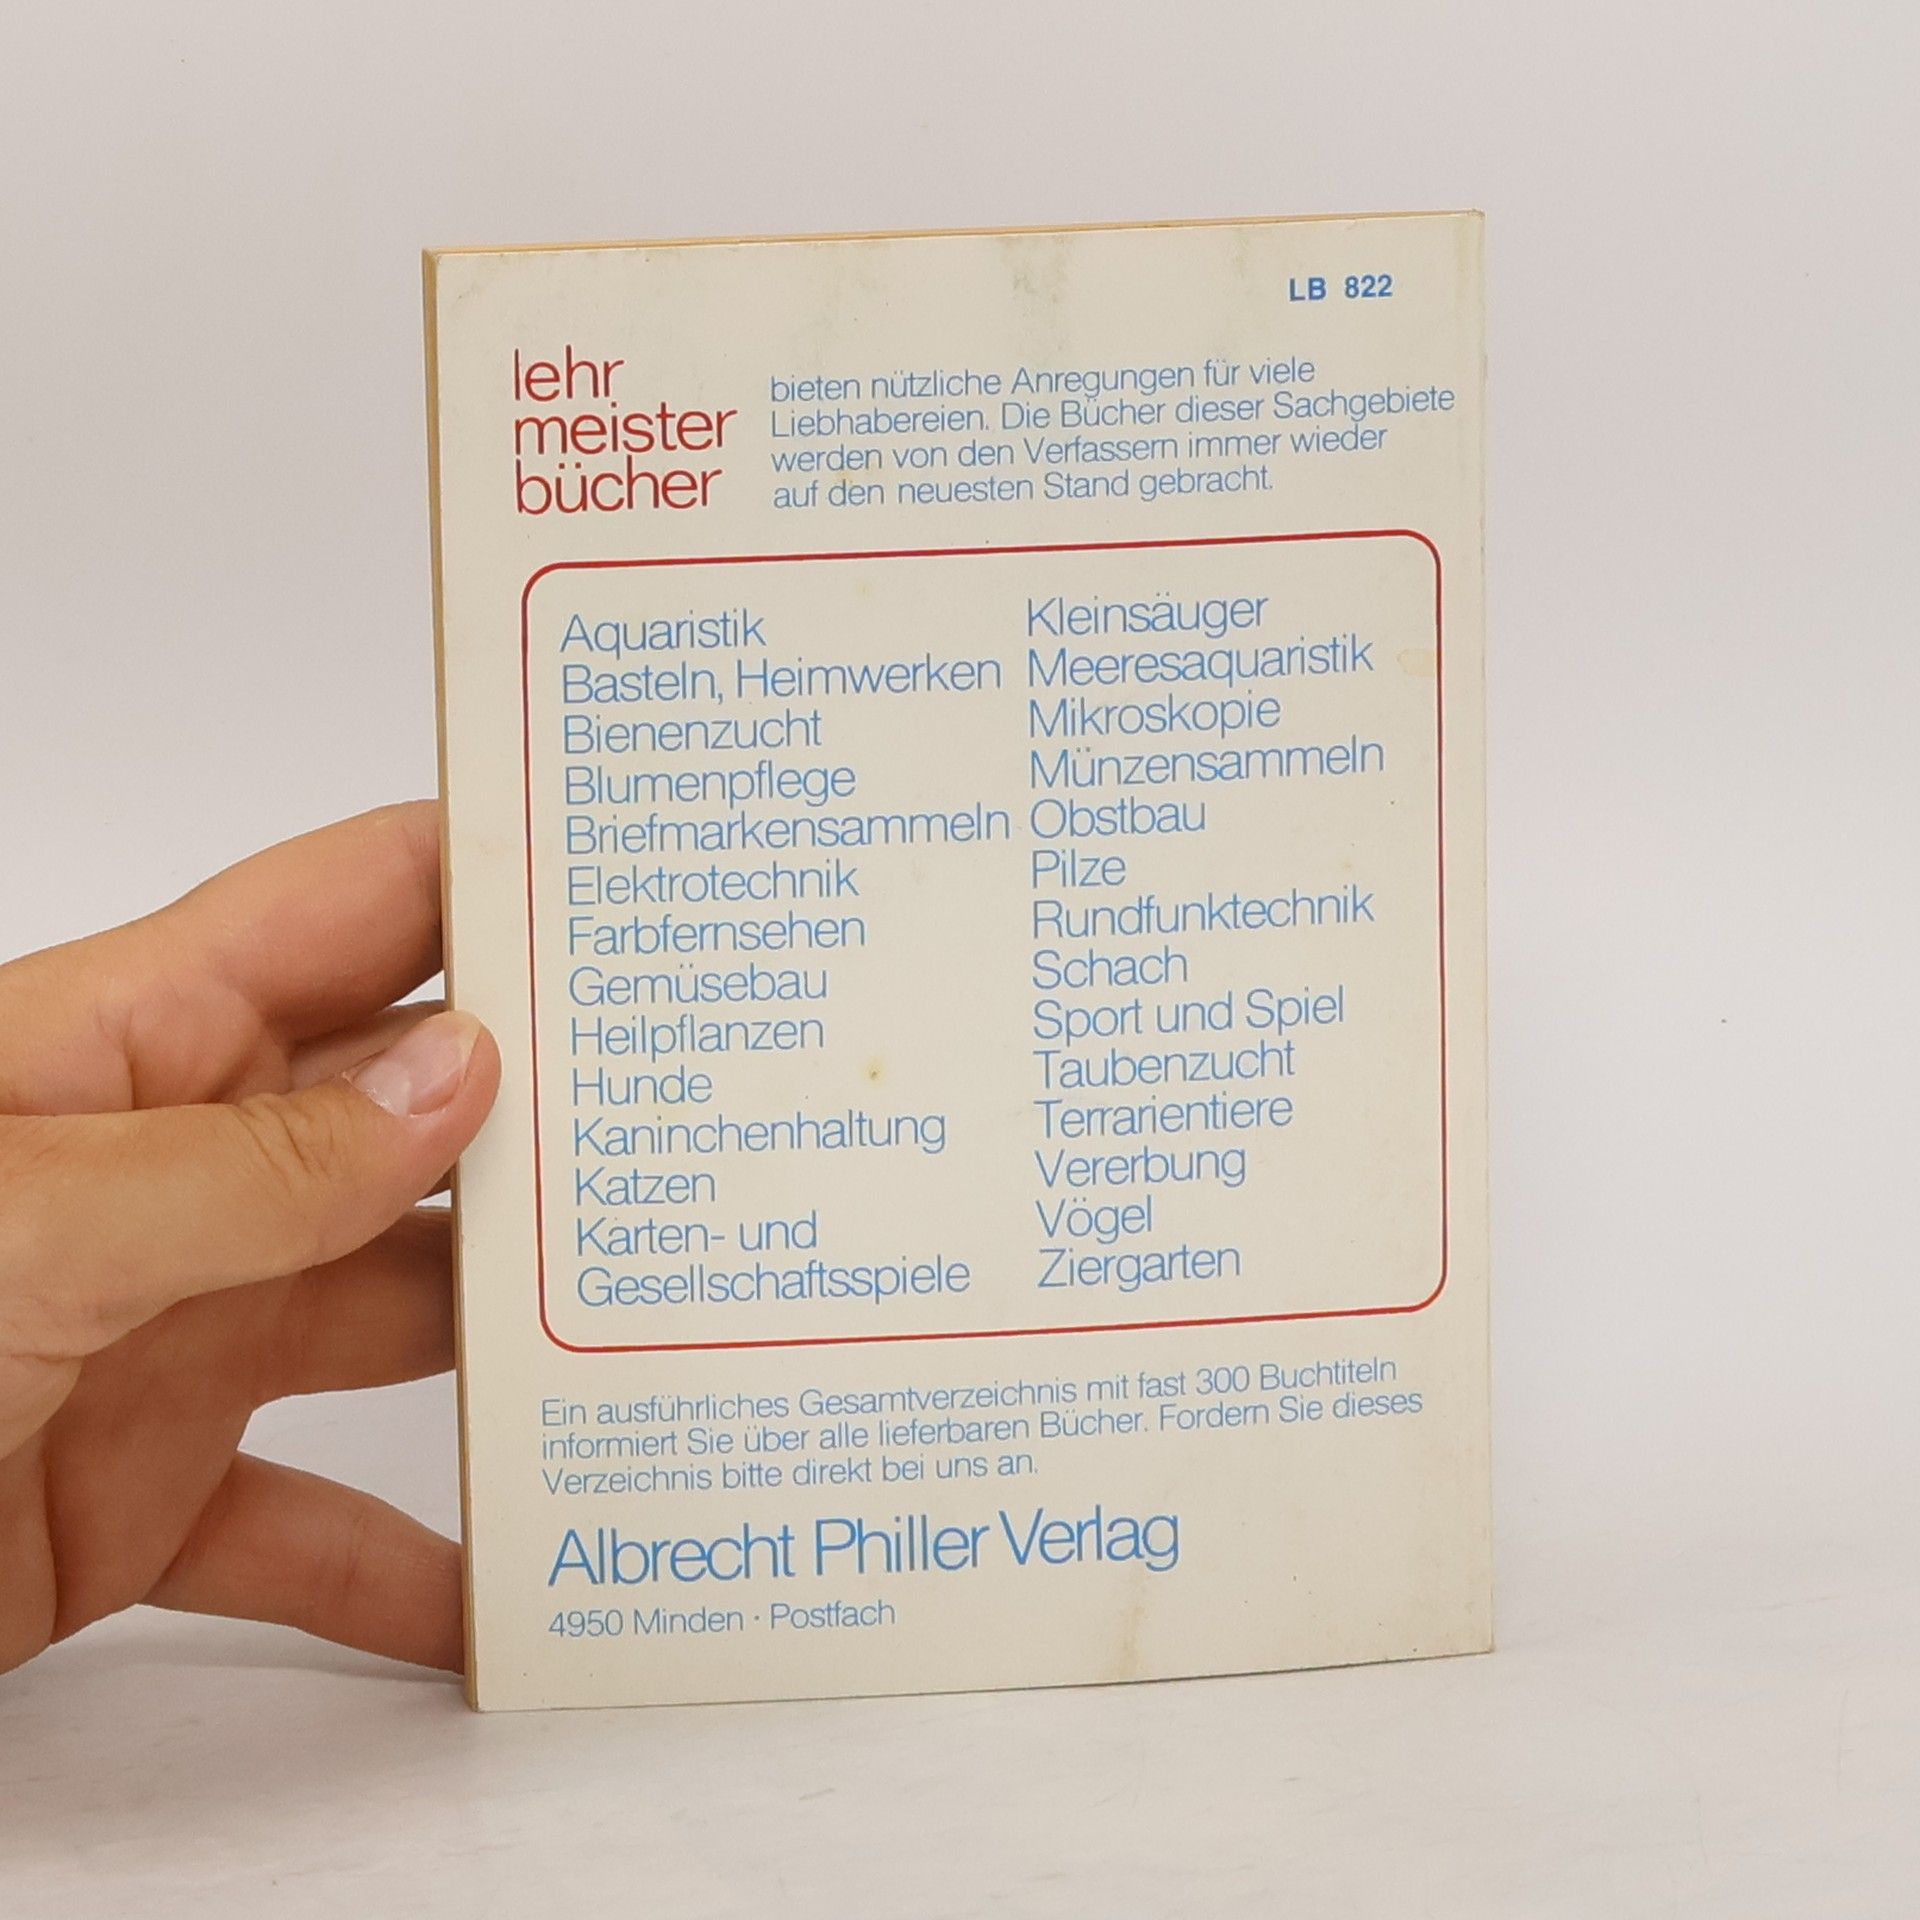 LB 822
lehr
meister
bücher
bieten nützliche Anregungen für viele
Liebhabereien. Die Bücher dieser Sachgebiete
werden von den Verfassern immer wieder
auf den neuesten Stand gebracht.
Aquaristik
Basteln, Heimwerken
Bienenzucht
Blumenpflege
Briefmarkensammeln
Elektrotechnik
Farbfernsehen
Gemüsebau
Heilpflanzen
Hunde
Kaninchenhaltung
Katzen
Karten- und
Gesellschaftsspiele
Kleinsäuger
Meeresaquaristik
Mikroskopie
Münzensammeln
Obstbau
Pilze
Rundfunktechnik
Schach
Sport und Spiel
Taubenzucht
Terrarientiere
Vererbung
Vögel
Ziergarten
Ein ausführliches Gesamtverzeichnis mit fast 300 Buchtiteln
informiert Sie über alle lieferbaren Bücher. Fordern Sie dieses
Verzeichnis bitte direkt bei uns an.
Albrecht Philler Verlag
4950 Minden · Postfach